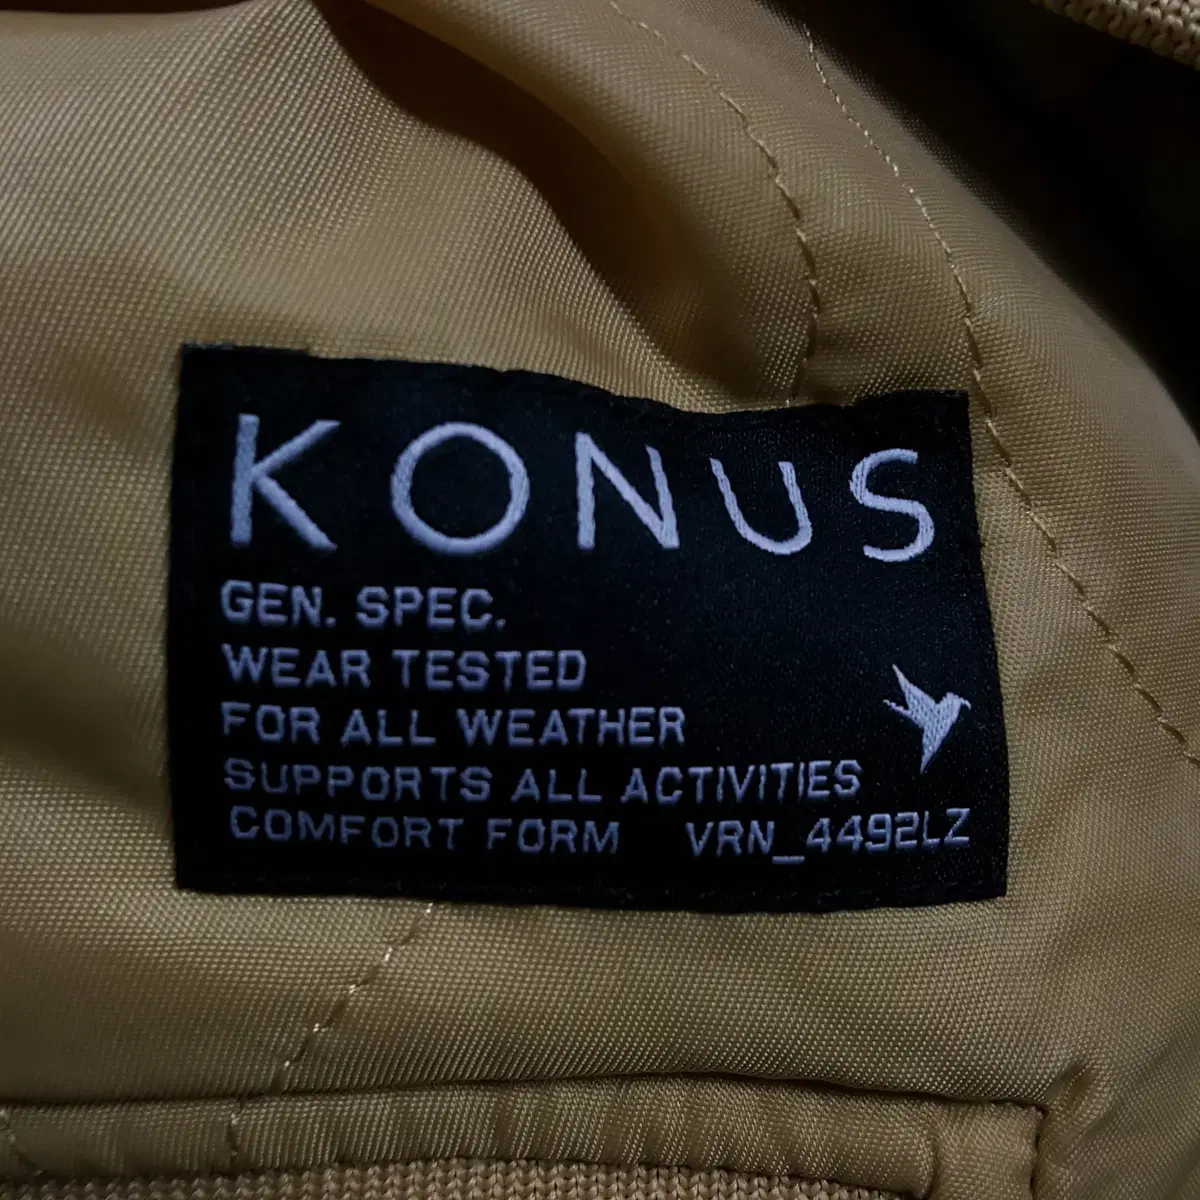 KONUS
GEN. SPEC.
WEAR TESTED
FOR ALL WEATHER
SUPPORTS ALL ACTIVITIES
COMFORT FORM VRN_4492LZ